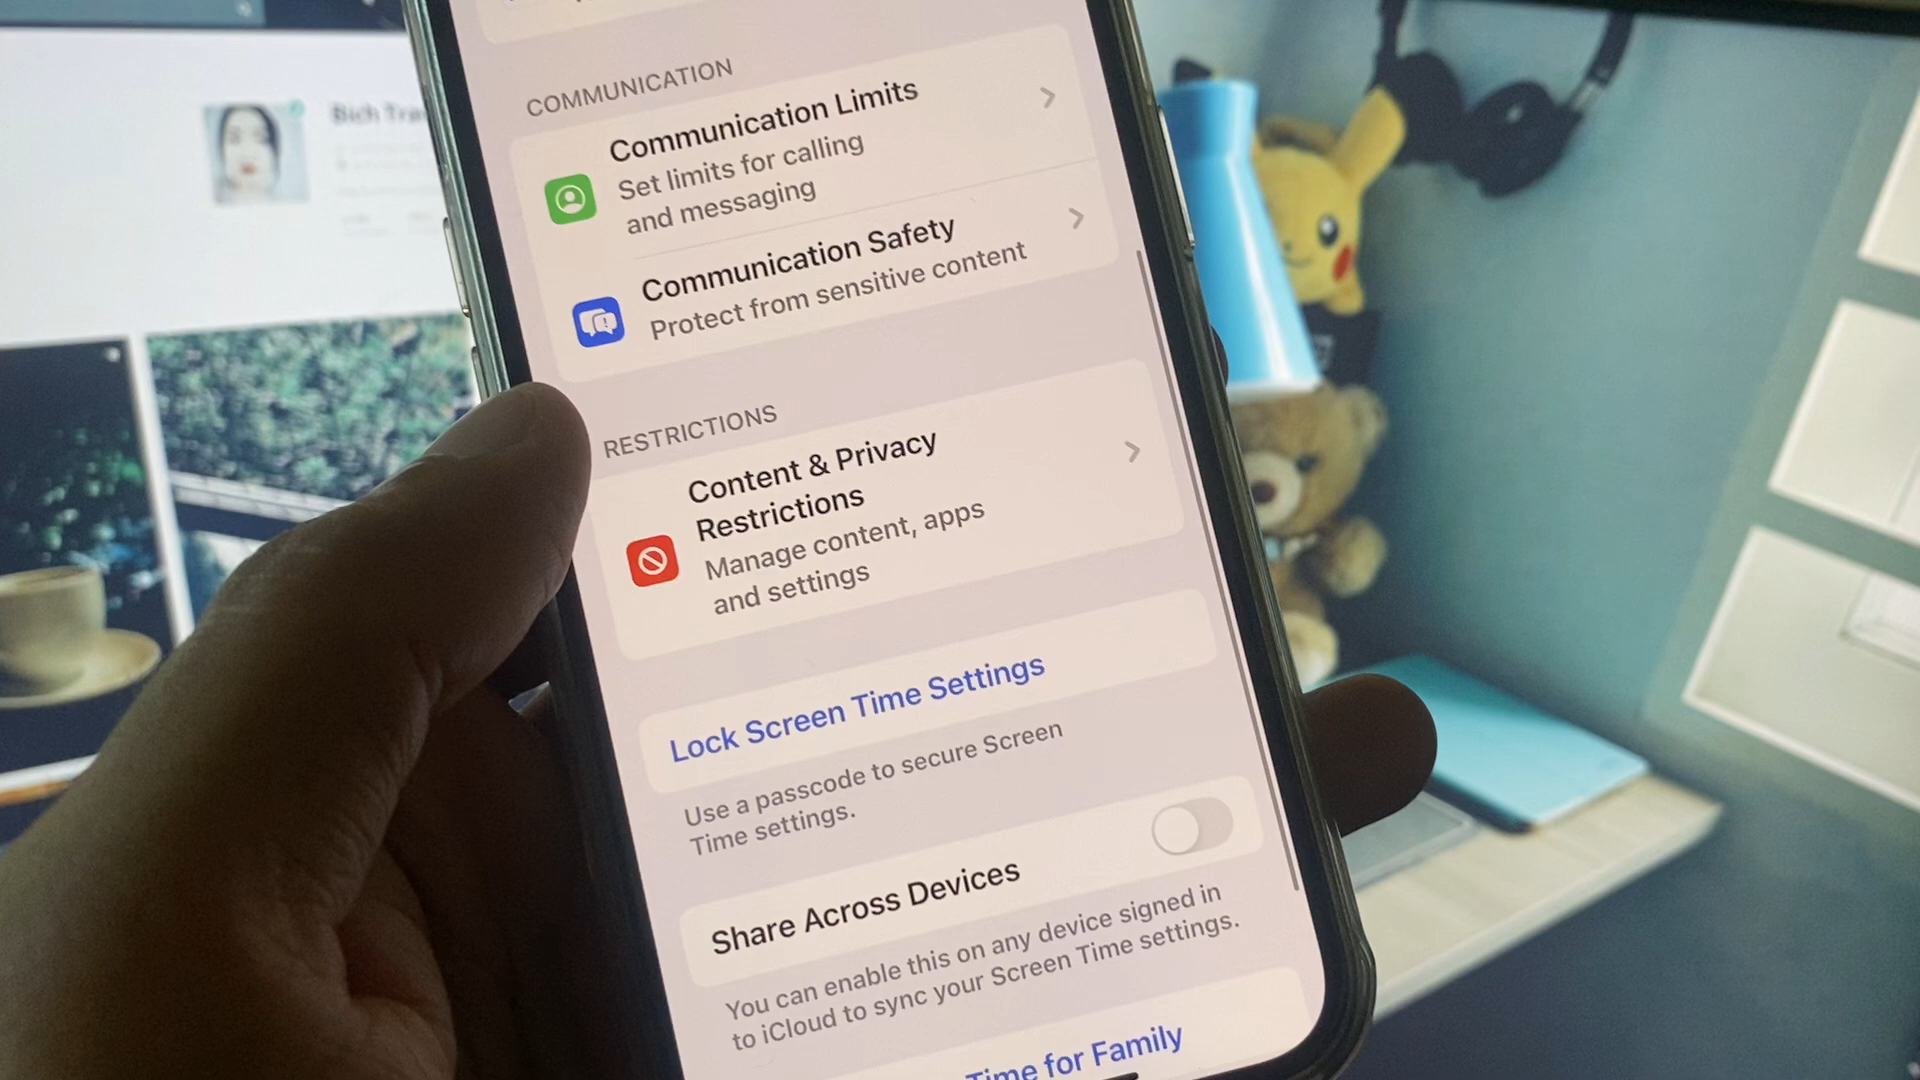 Bich
COMMUNICATION
Communication Limits
Set limits for calling
and messaging
Communication Safety
Protect from sensitive content
RESTRICTIONS
Content & Privacy
Restrictions
Manage content, apps
and settings
Lock Screen Time Settings
Use a passcode to secure Screen
Time settings.
Share Across Devices
You can enable this on any device signed in
to iCloud to sync your Screen Time settings.
Time for Family